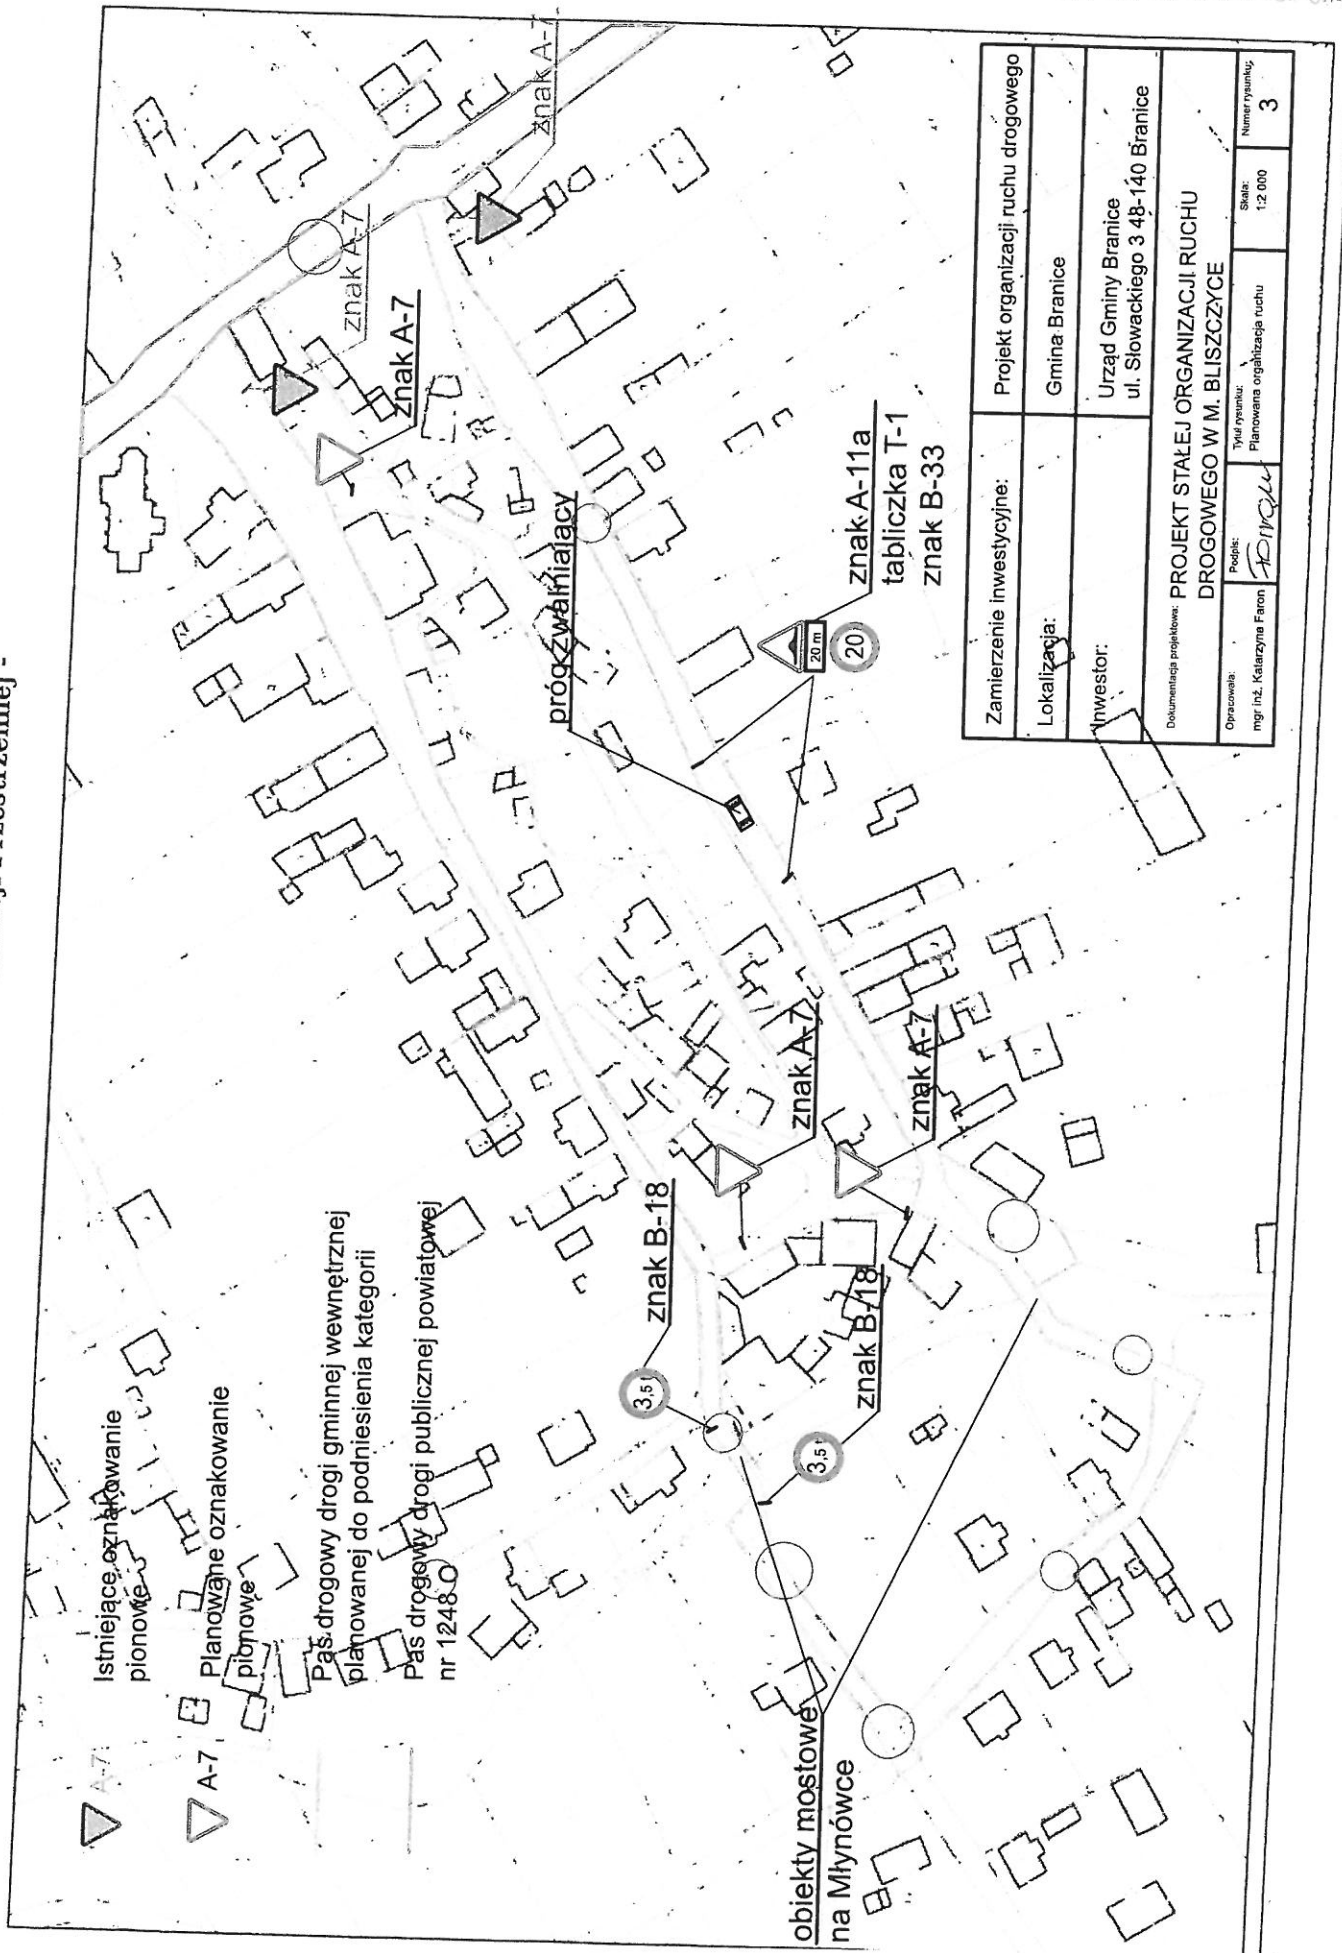 Istniejące oznakowanie
pionowe
A-7
Planowane oznakowanie
pionowe
A-7
Pas drogowy drogi gminnej wewnętrznej
planowanej do podniesienia kategorii
Pas drogowy drogi publicznej powiatowej
nr 1248 O
znak A-7
znak A-7
znak A-7
próg zwalniający
znak A-11a
tabliczka T-1
znak B-33
20 m
20
znak A-7
znak A-7
znak B-18
3,5t
znak B-18
3,5t
obiekty mostowe
na Młynówce
Zamierzenie inwestycyjne:
Projekt organizacji ruchu drogowego
Lokalizacja:
Gmina Branice
Inwestor:
Urząd Gminy Branice
ul. Słowackiego 3 48-140 Branice
Dokumentacja projektowa: PROJEKT STAŁEJ ORGANIZACJI RUCHU
DROGOWEGO W M. BLISZCZYCE
Opracowała:
mgr inż. Katarzyna Faron
Podpis:
Tytuł rysunku:
Planowana organizacja ruchu
Skala:
1:2 000
Numer rysunku:
3